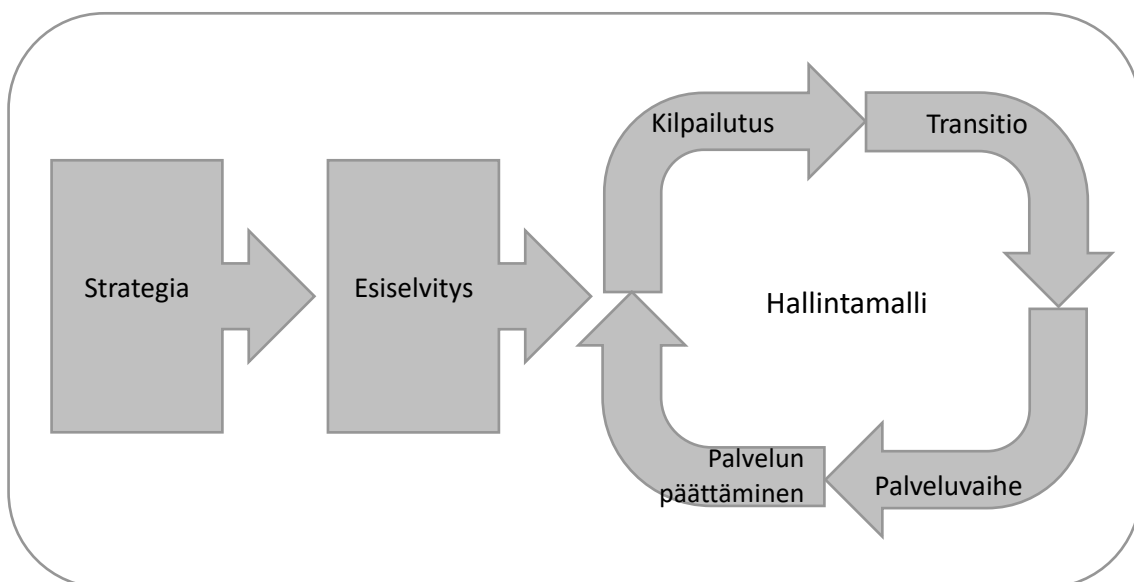 Strategia
Esiselvitys
Kilpailutus
Transitio
Hallintamalli
Palvelun
päättäminen
Palveluvaihe